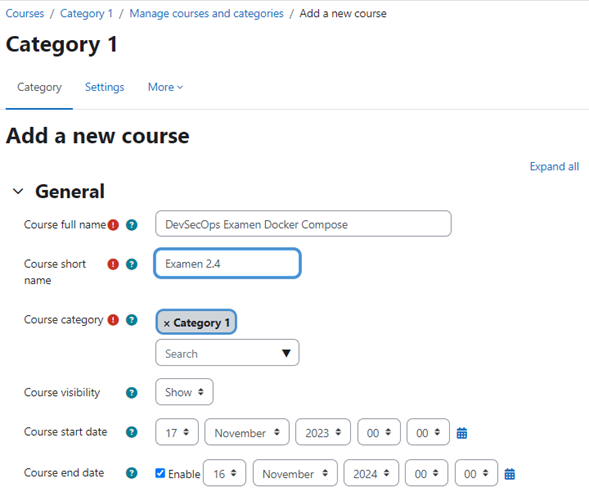 Courses / Category 1 / Manage courses and categories / Add a new course
Category 1
Category Settings More
Add a new course
Expand all
General
Course full name ! ? DevSecOps Examen Docker Compose
Course short name ! ? Examen 2.4
Course category ! ? × Category 1
Search
Course visibility ? Show
Course start date ? 17 November 2023 00 00
Course end date ? Enable 16 November 2024 00 00